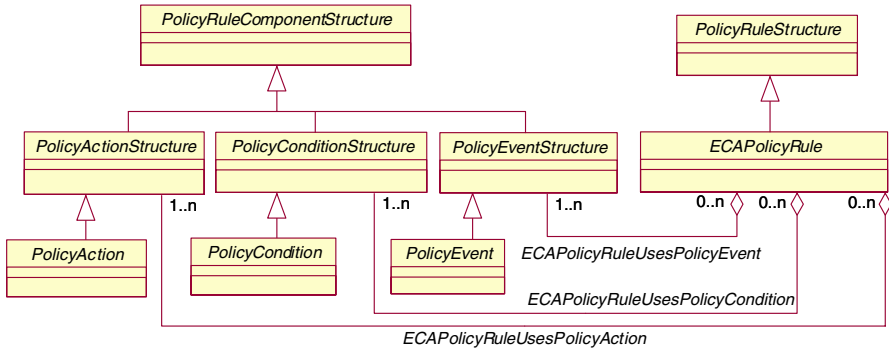 PolicyRuleComponentStructure
PolicyRuleStructure
PolicyActionStructure
PolicyConditionStructure
PolicyEventStructure
ECAPolicyRule
1..n
1..n
1..n
0..n
0..n
0..n
PolicyAction
PolicyCondition
PolicyEvent
ECAPolicyRuleUsesPolicyEvent
ECAPolicyRuleUsesPolicyCondition
ECAPolicyRuleUsesPolicyAction